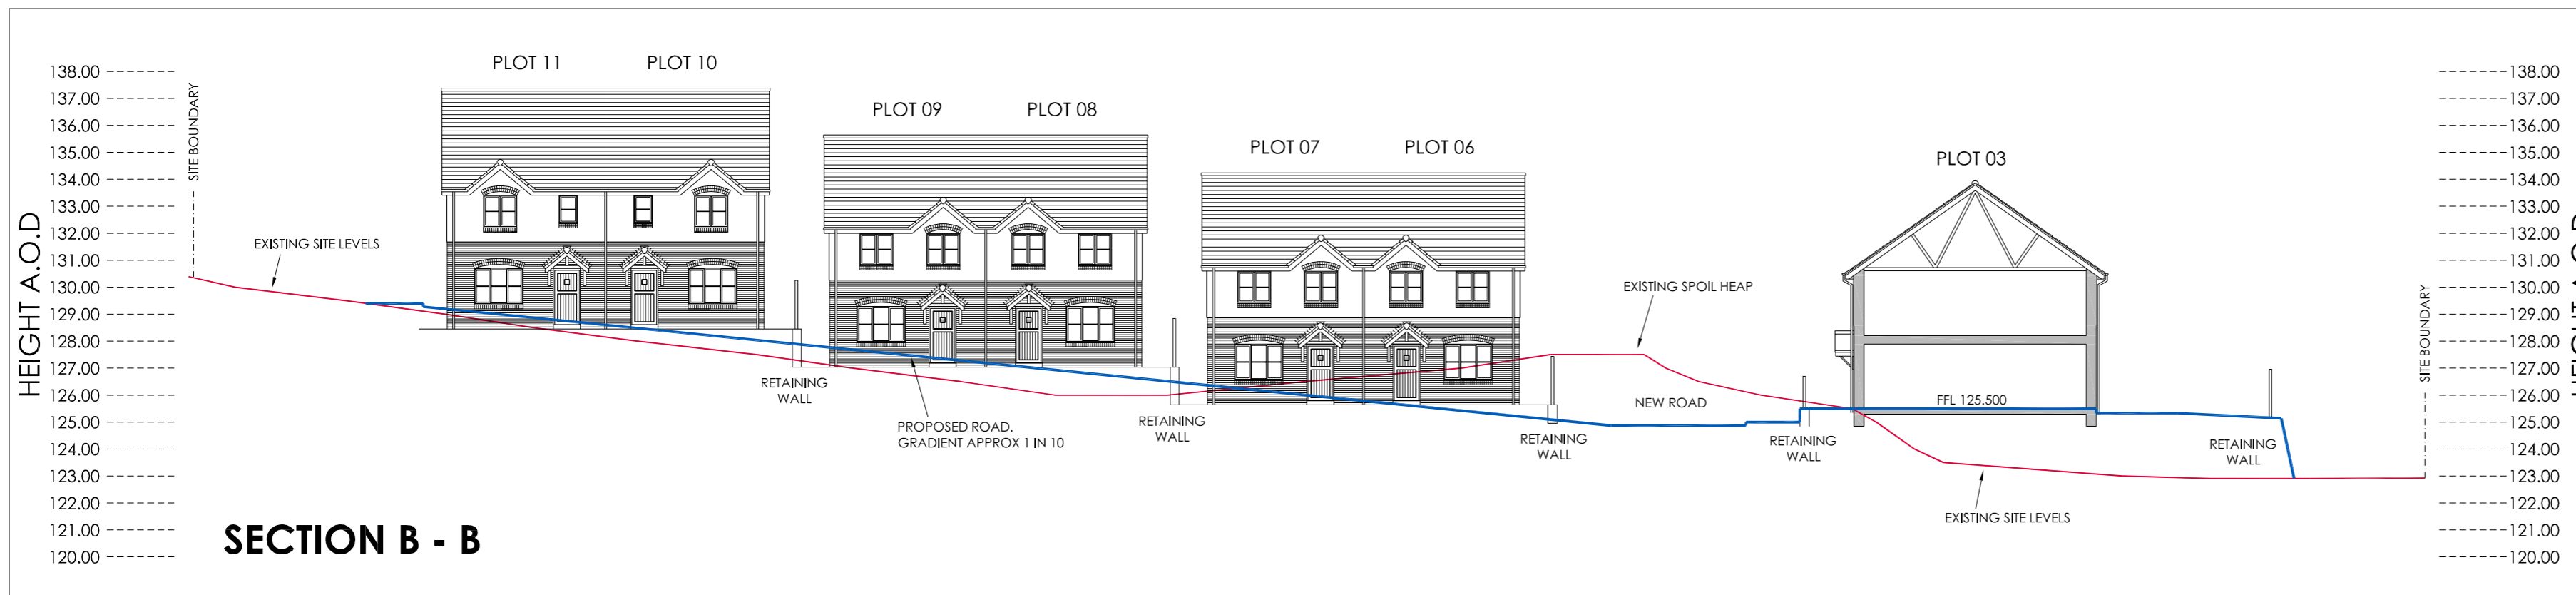 PLOT 11
PLOT 10
PLOT 09
PLOT 08
PLOT 07
PLOT 06
PLOT 03
HEIGHT A.O.D
138.00
137.00
136.00
135.00
134.00
133.00
132.00
131.00
130.00
129.00
128.00
127.00
126.00
125.00
124.00
123.00
122.00
121.00
120.00
SITE BOUNDARY
EXISTING SITE LEVELS
RETAINING
WALL
PROPOSED ROAD.
GRADIENT APPROX 1 IN 10
RETAINING
WALL
EXISTING SPOIL HEAP
NEW ROAD
RETAINING
WALL
RETAINING
WALL
FFL 125.500
EXISTING SITE LEVELS
RETAINING
WALL
SITE BOUNDARY
138.00
137.00
136.00
135.00
134.00
133.00
132.00
131.00
130.00
129.00
128.00
127.00
126.00
125.00
124.00
123.00
122.00
121.00
120.00
SECTION B - B